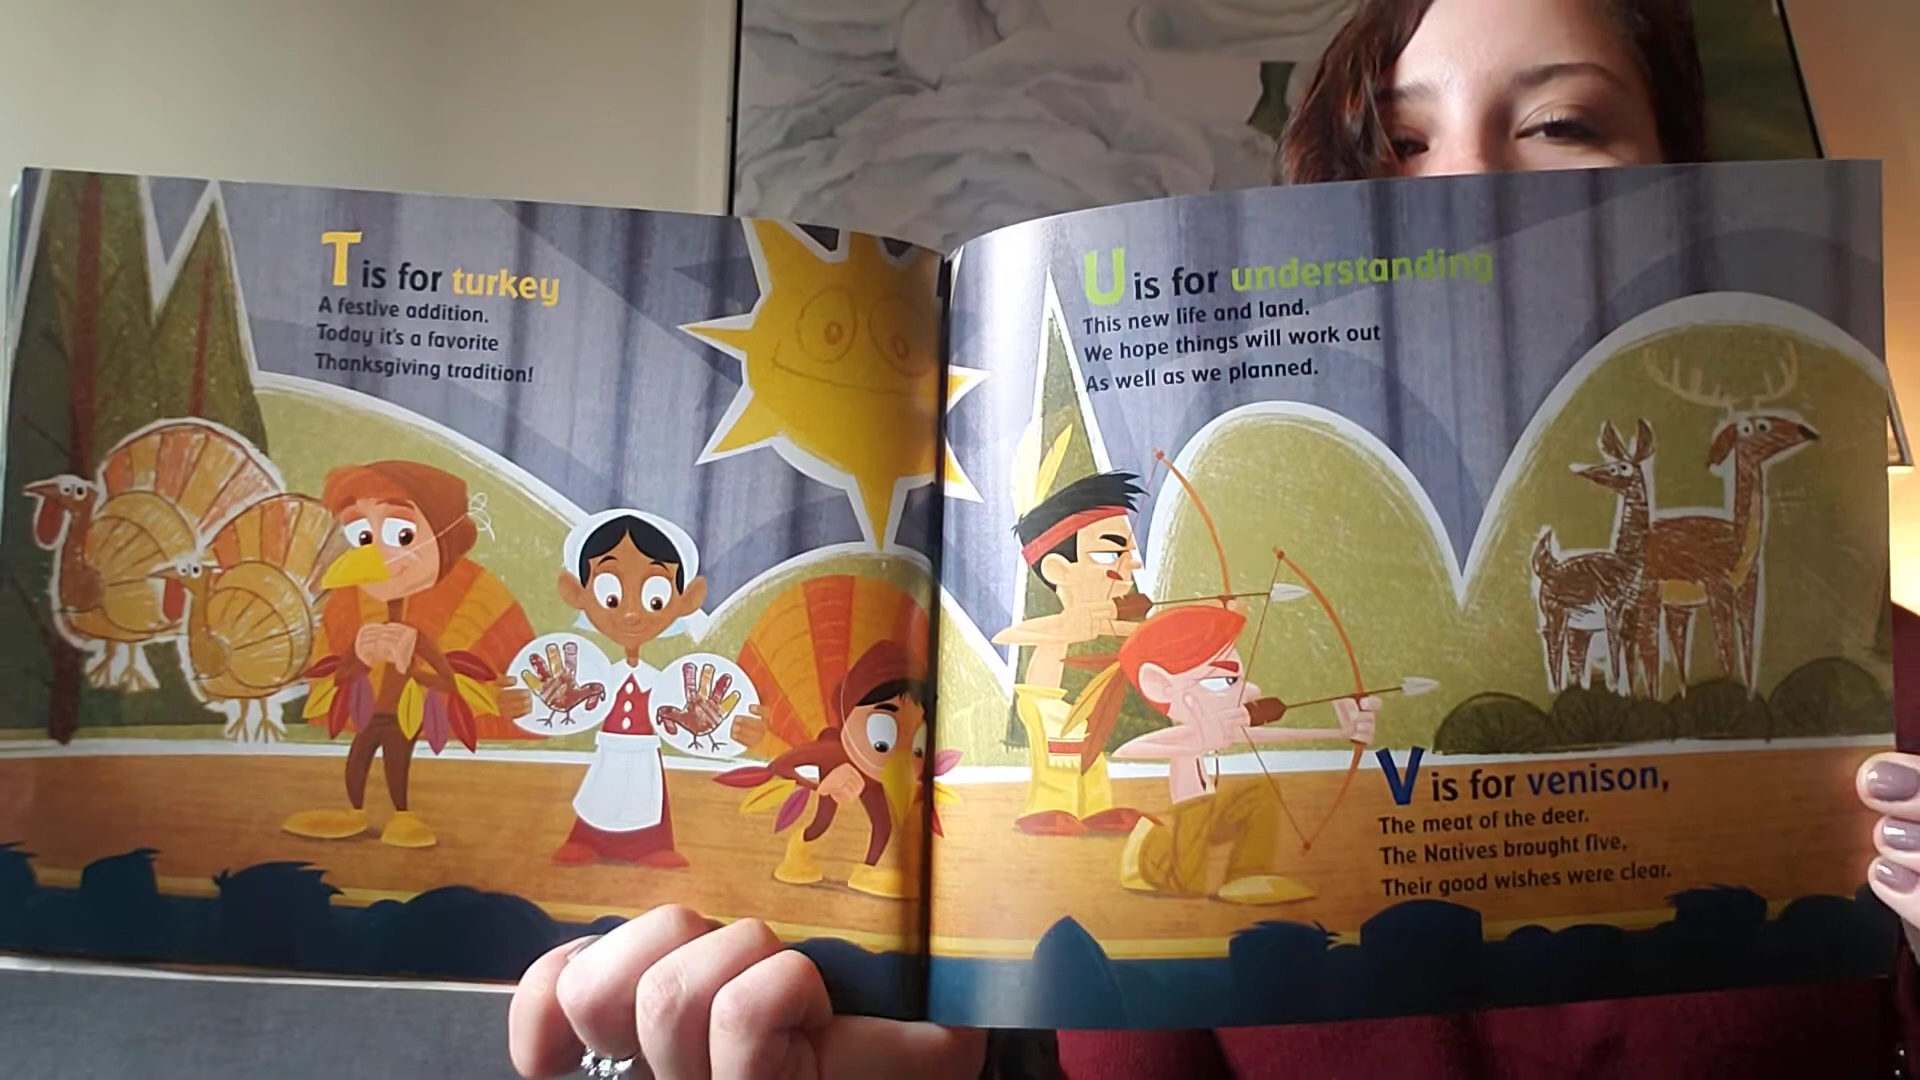 T is for turkey
A festive addition.
Today it's a favorite
Thanksgiving tradition!
U is for understanding
This new life and land.
We hope things will work out
As well as we planned.
V is for venison,
The meat of the deer.
The Natives brought five,
Their good wishes were clear.